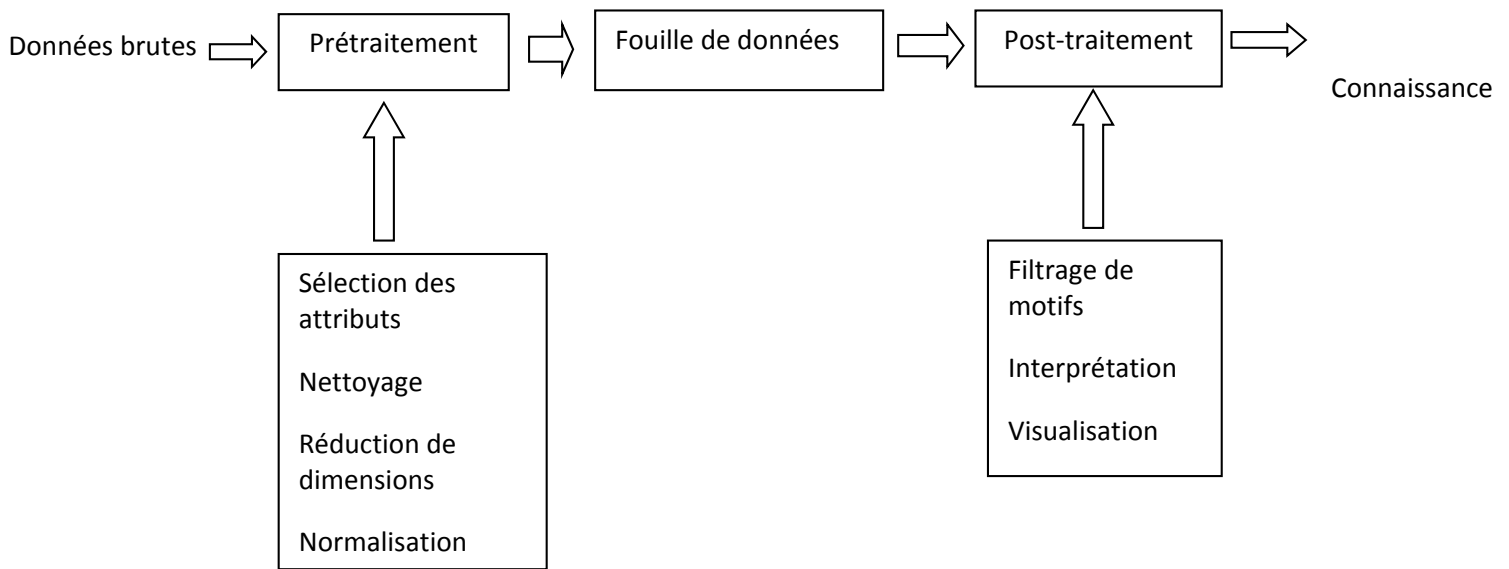 Données brutes
Prétraitement
Fouille de données
Post-traitement
Connaissance
Sélection des
attributs
Nettoyage
Réduction de
dimensions
Normalisation
Filtrage de
motifs
Interprétation
Visualisation